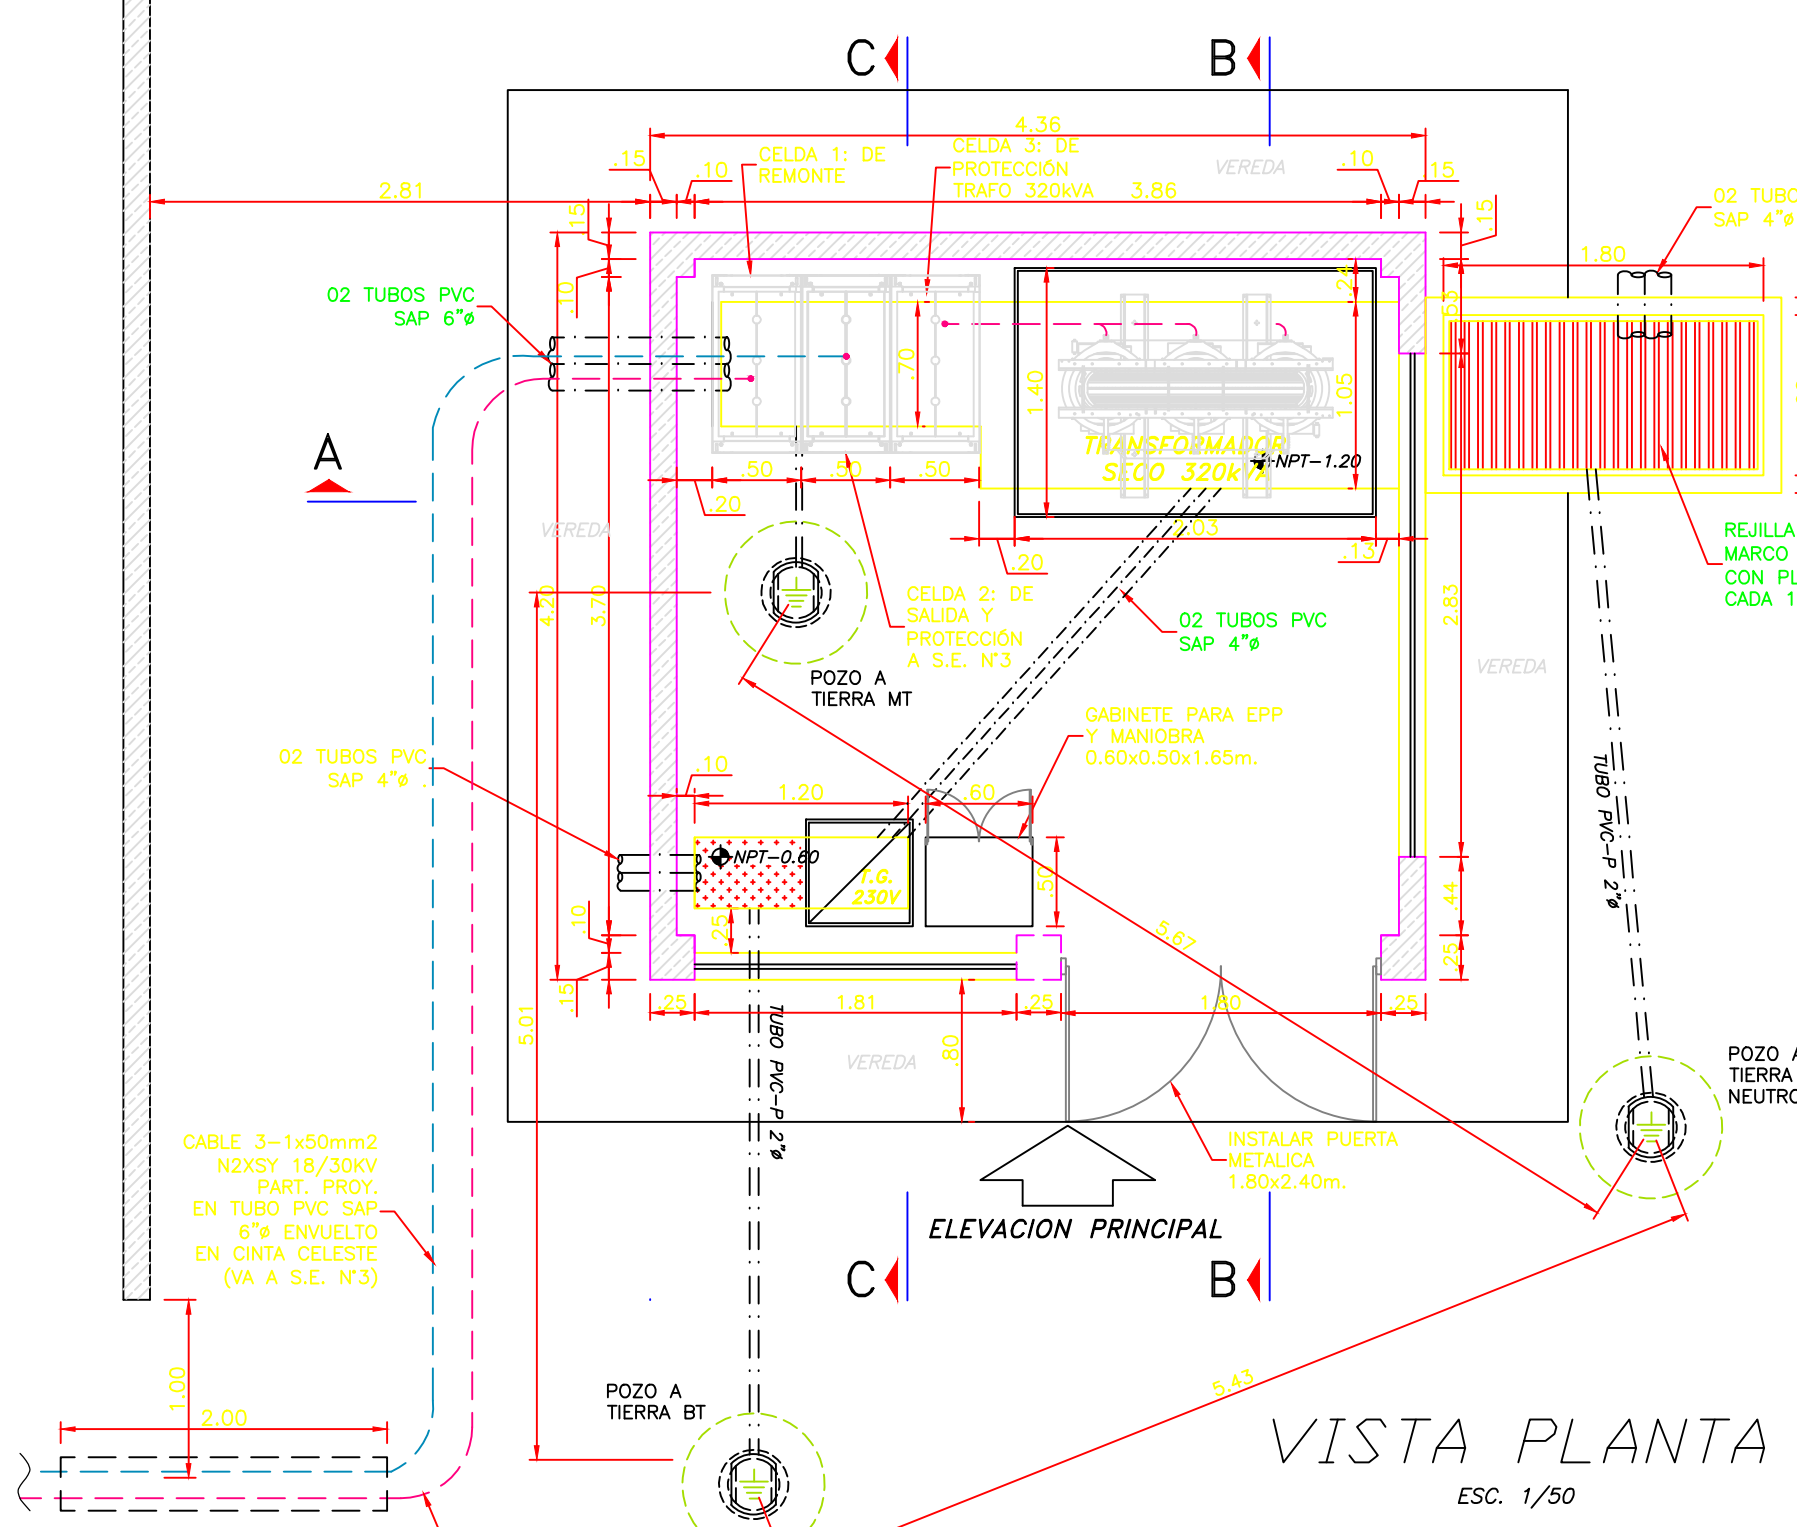 C
B
4.36
CELDA 1: DE
REMONTE
CELDA 3: DE
PROTECCIÓN
TRAFO 320kVA
VEREDA
.15
.10
2.81
3.86
.10
.15
.15
.10
.15
02 TUBO
SAP 4"ø
1.80
02 TUBOS PVC
SAP 6"ø
.24
.53
.70
1.40
1.05
A
TRANSFORMADOR
SECO 320kVA
NPT-1.20
.50
.50
.50
.20
VEREDA
2.03
.20
.13
REJILLA
MARCO
CON PL
CADA 1
4.20
3.70
2.83
CELDA 2: DE
SALIDA Y
PROTECCIÓN
A S.E. N°3
02 TUBOS PVC
SAP 4"ø
VEREDA
POZO A
TIERRA MT
GABINETE PARA EPP
Y MANIOBRA
0.60x0.50x1.65m.
02 TUBOS PVC
SAP 4"ø .
.10
1.20
.60
TUBO PVC-P 2"ø
NPT-0.60
T.G.
230V
.50
.44
.10
.25
5.67
.25
.15
.25
1.81
.25
1.80
.25
5.01
TUBO PVC-P 2"ø
VEREDA
.80
POZO A
TIERRA
NEUTRO
CABLE 3-1x50mm2
N2XSY 18/30KV
PART. PROY.
EN TUBO PVC SAP
6"ø ENVUELTO
EN CINTA CELESTE
(VA A S.E. N°3)
INSTALAR PUERTA
METALICA
1.80x2.40m.
ELEVACION PRINCIPAL
C
B
1.00
2.00
POZO A
TIERRA BT
5.43
VISTA PLANTA
ESC. 1/50